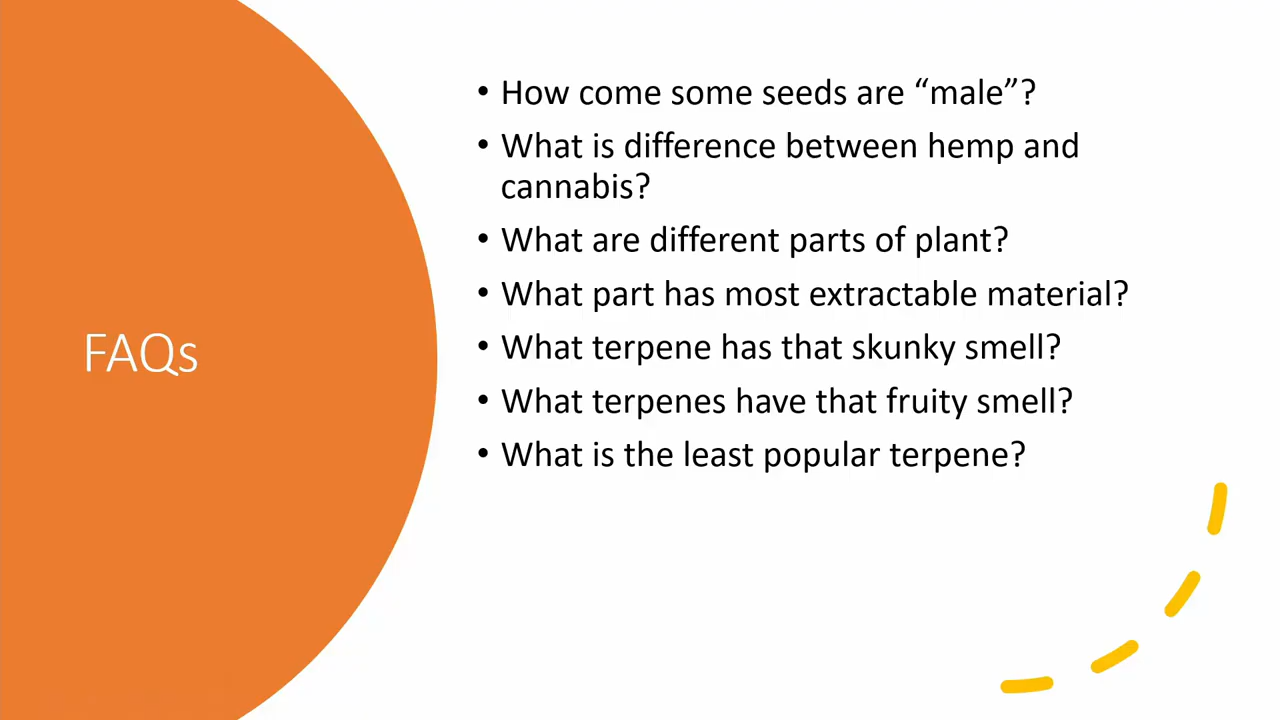 FAQs
• How come some seeds are “male”?
• What is difference between hemp and
cannabis?
• What are different parts of plant?
• What part has most extractable material?
• What terpene has that skunky smell?
• What terpenes have that fruity smell?
• What is the least popular terpene?